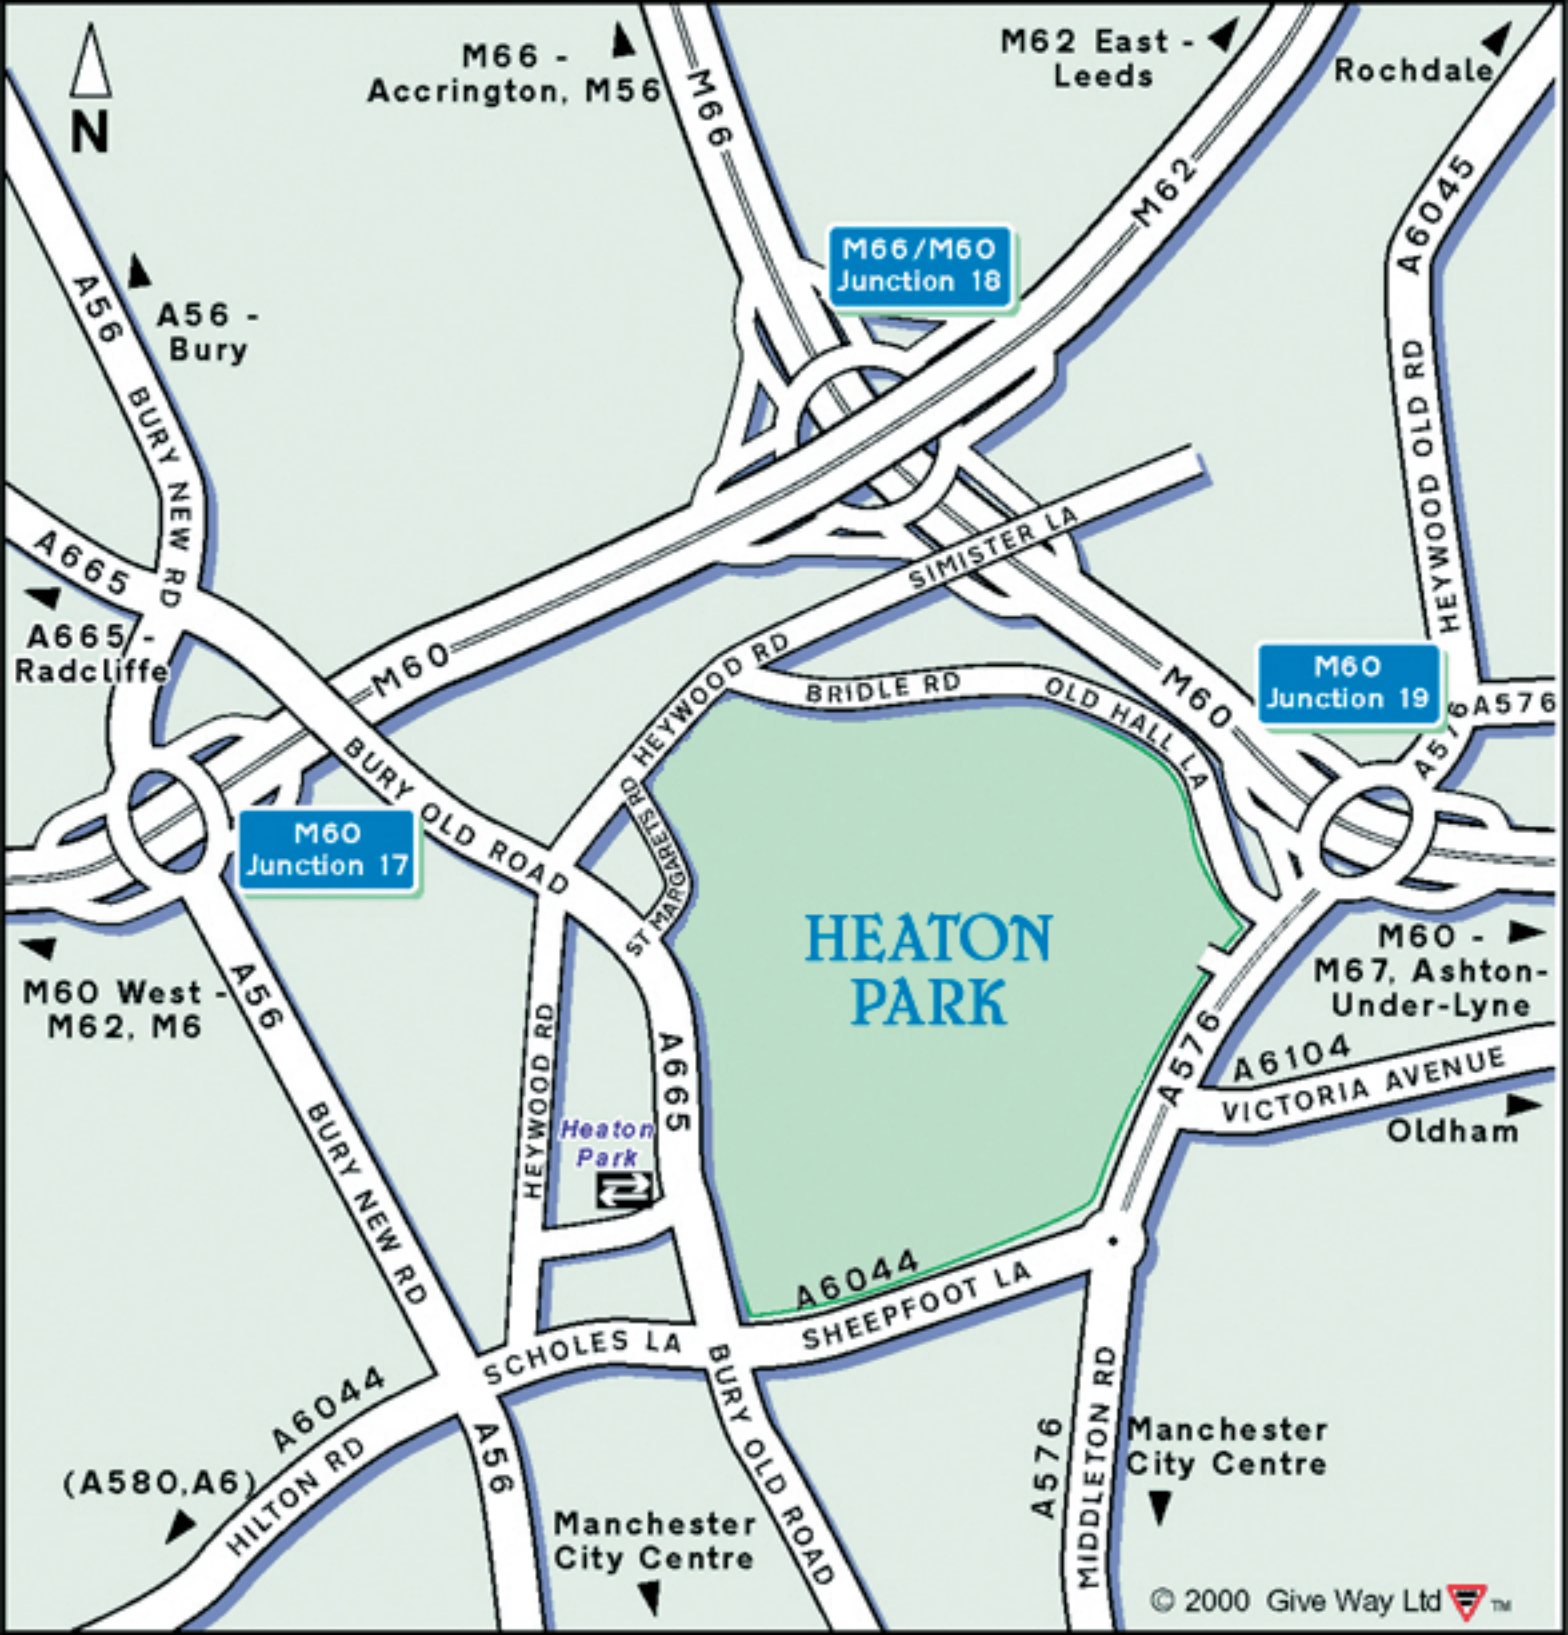 M66 -
Accrington, M56
M62 East -
Leeds
Rochdale
N
M66
M62
A6045
M66/M60
Junction 18
A56
A56 -
Bury
BURY NEW RD
HEYWOOD OLD RD
A665
SIMISTER LA
A665 -
Radcliffe
M60
HEYWOOD RD
BRIDLE RD
OLD HALL LA
M60
M60
Junction 19
A576
A576
BURY OLD ROAD
ST MARGARETS RD
M60
Junction 17
HEATON
PARK
M60 -
M67, Ashton-
Under-Lyne
M60 West -
M62, M6
A56
HEYWOOD RD
A665
A576
A6104
VICTORIA AVENUE
Oldham
Heaton
Park
BURY NEW RD
A6044
SHEEPFOOT LA
SCHOLES LA
A6044
HILTON RD
(A580,A6)
A56
BURY OLD ROAD
A576
MIDDLETON RD
Manchester
City Centre
Manchester
City Centre
© 2000 Give Way Ltd TM